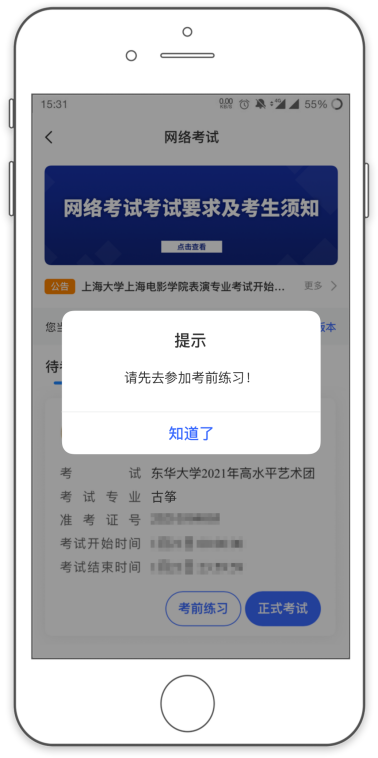 15:31
0.00
55%
网络考试
网络考试考试要求及考生须知
点击查看
公告 上海大学上海电影学院表演专业考试开始... 更多
您当
版本
待考
提示
请先去参加考前练习！
知道了
考试 东华大学2021年高水平艺术团
考试专业 古筝
准考证号
考试开始时间
考试结束时间
考前练习 正式考试